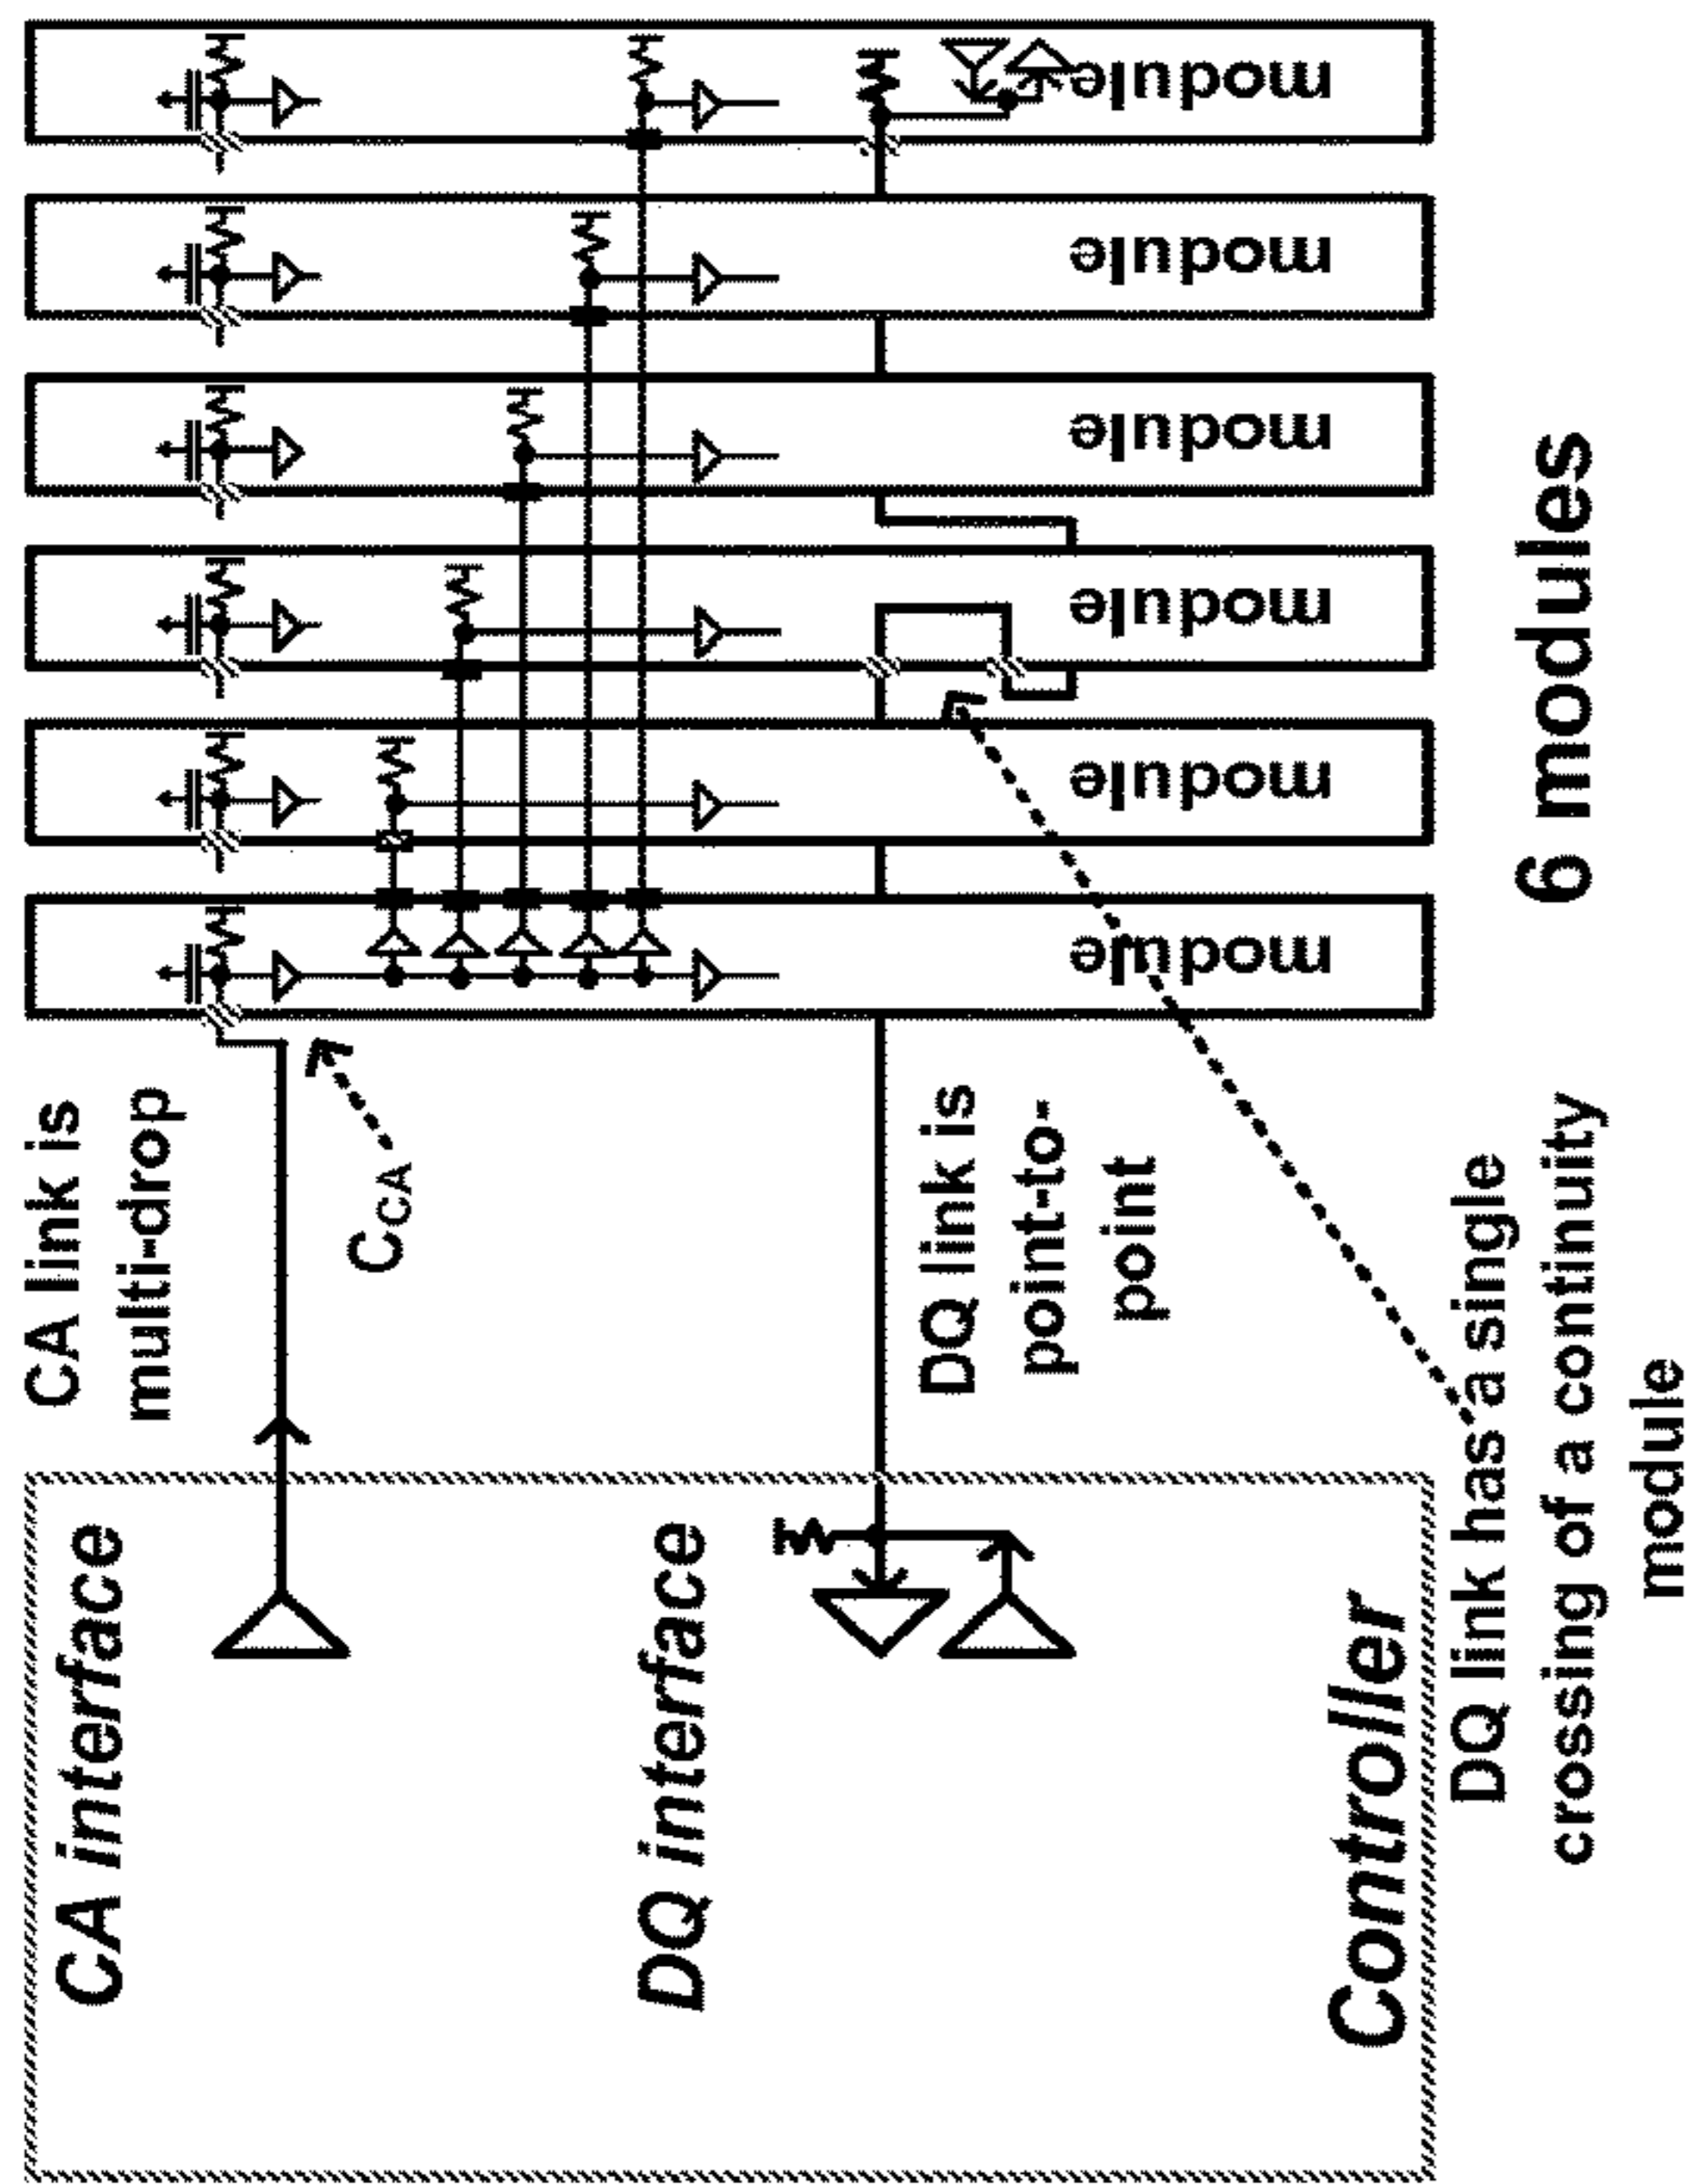 CA interface
CA link is
multi-drop
C_CA
DQ interface
DQ link is
point-to-
point
Controller
module
module
module
module
module
module
DQ link has a single
crossing of a continuity
module
6 modules